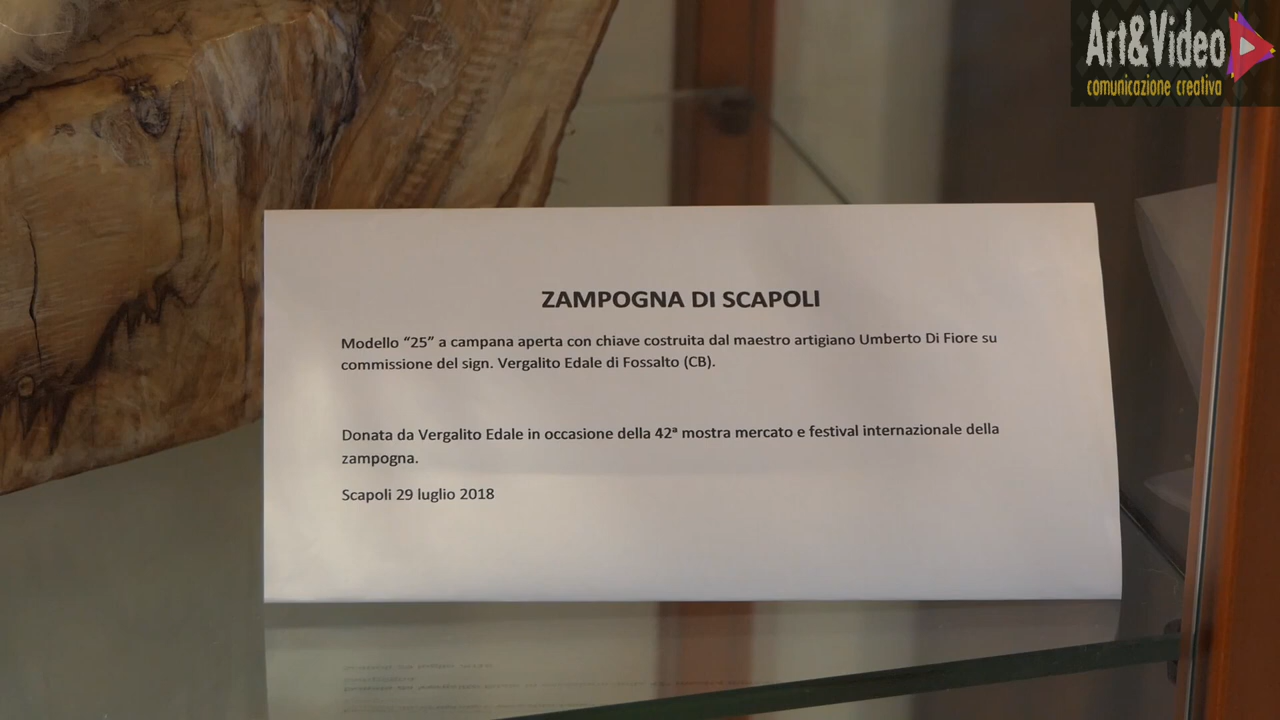 Art&Video
comunicazione creativa
ZAMPOGNA DI SCAPOLI
Modello “25” a campana aperta con chiave costruita dal maestro artigiano Umberto Di Fiore su
commissione del sign. Vergalito Edale di Fossalto (CB).
Donata da Vergalito Edale in occasione della 42ª mostra mercato e festival internazionale della
zampogna.
Scapoli 29 luglio 2018